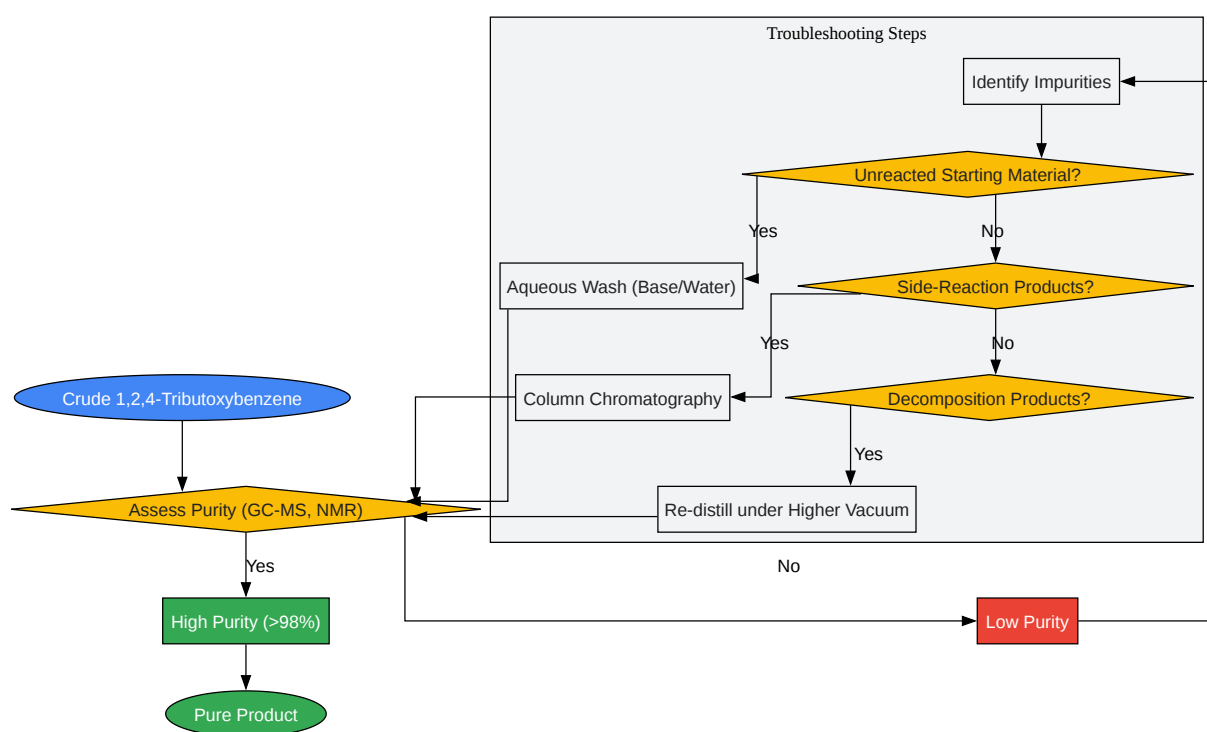 Troubleshooting Steps
Identify Impurities
Unreacted Starting Material?
Yes
No
Aqueous Wash (Base/Water)
Side-Reaction Products?
Yes
No
Crude 1,2,4-Tributoxybenzene
Column Chromatography
Decomposition Products?
Yes
Assess Purity (GC-MS, NMR)
Re-distill under Higher Vacuum
Yes
No
High Purity (>98%)
Low Purity
Pure Product